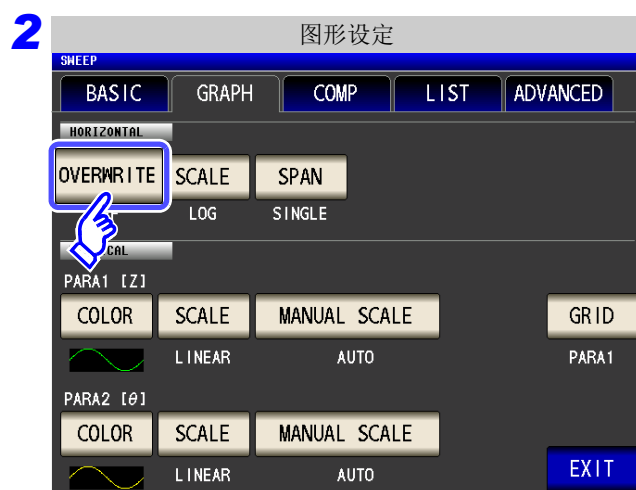 2
图形设定
SWEEP
BASIC GRAPH COMP LIST ADVANCED
HORIZONTAL
OVERWRITE SCALE SPAN
LOG SINGLE
CAL
PARA1 [Z]
COLOR SCALE MANUAL SCALE GRID
LINEAR AUTO PARA1
PARA2 [θ]
COLOR SCALE MANUAL SCALE
LINEAR AUTO
EXIT